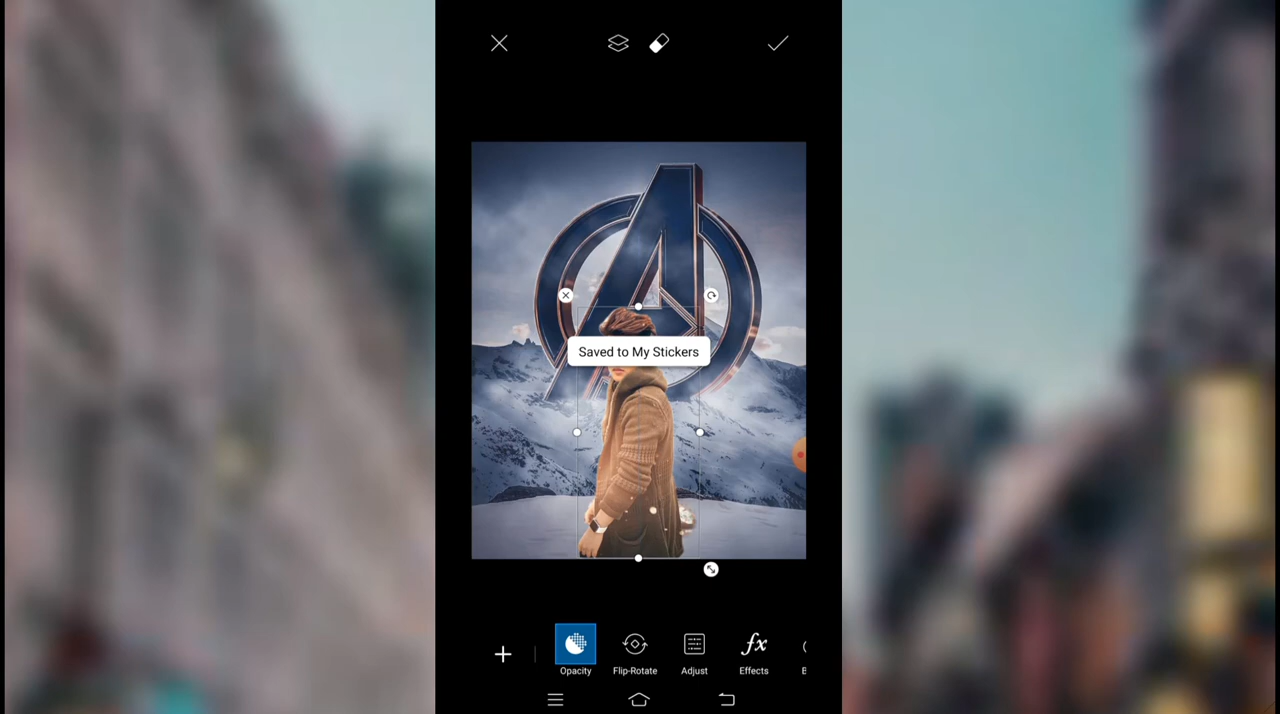 Saved to My Stickers
Opacity
Flip-Rotate
Adjust
Effects
B